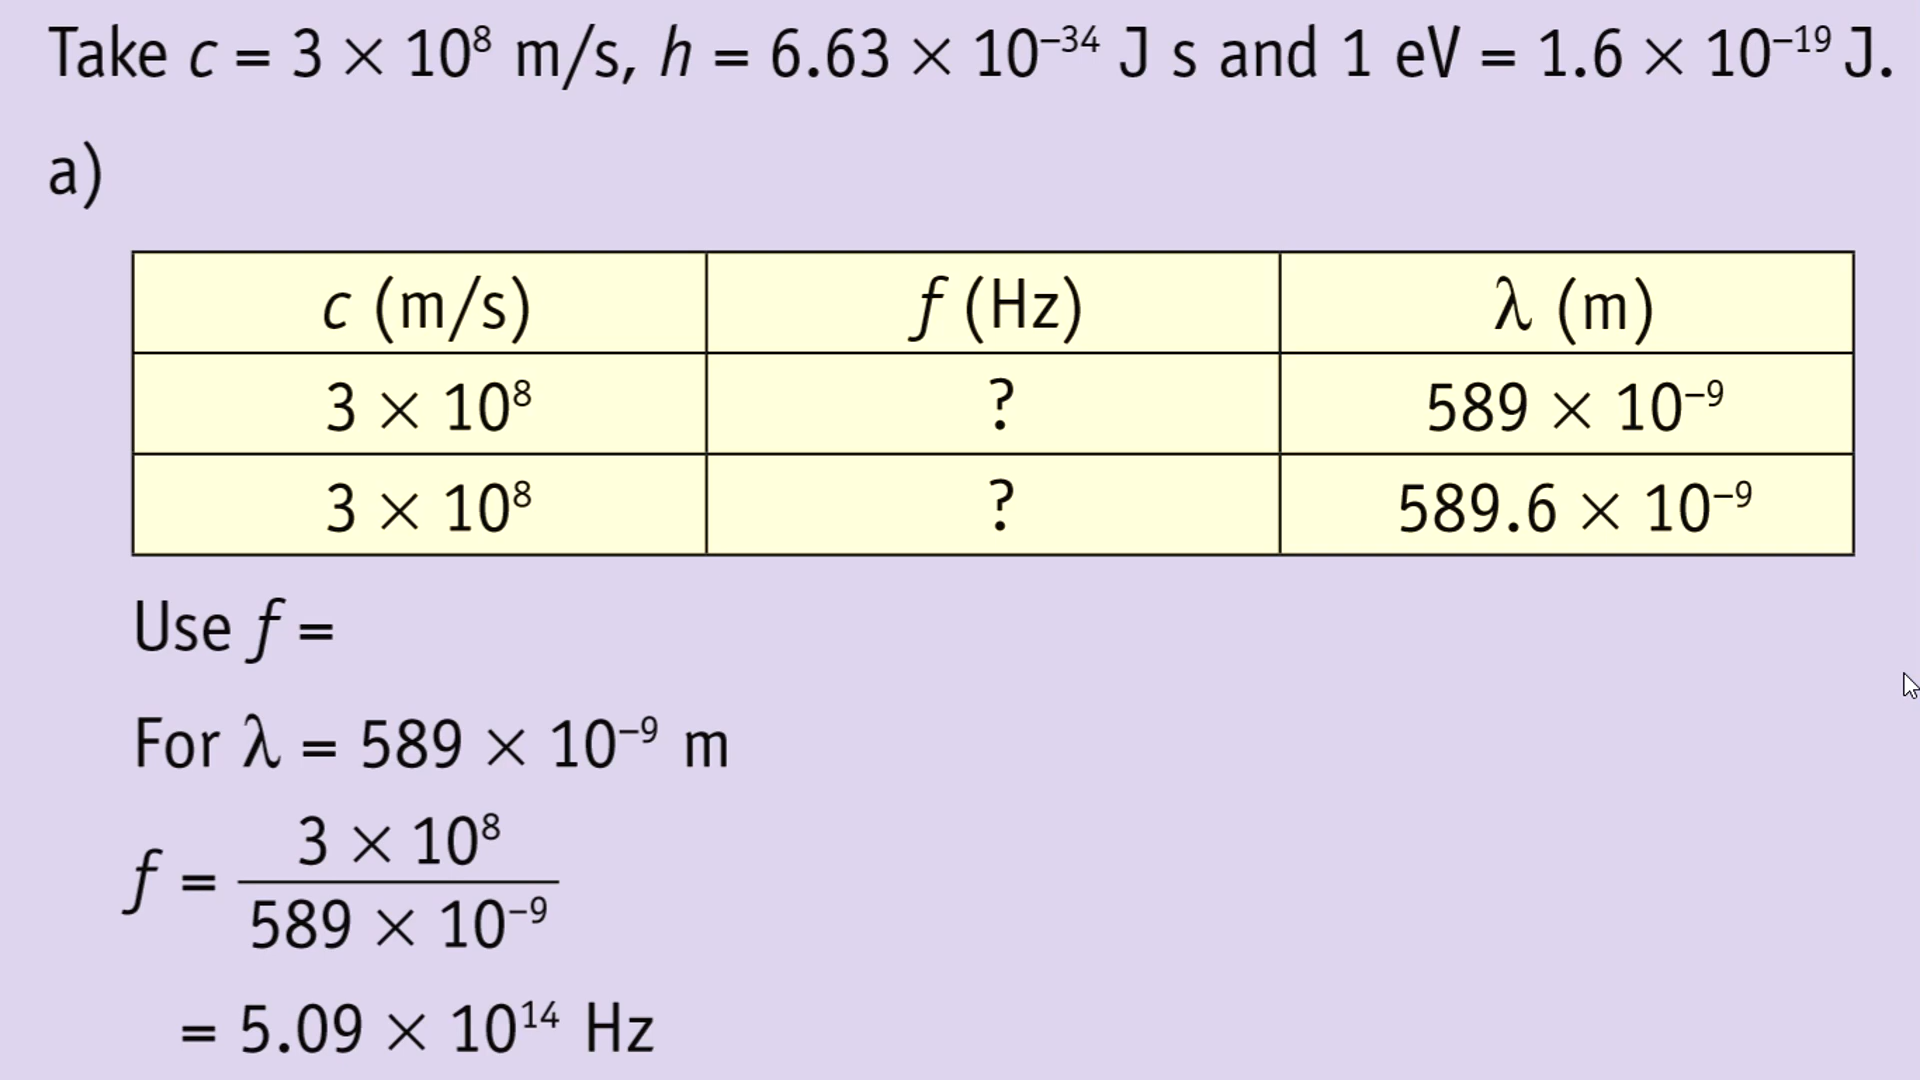 Take c = 3 × 10⁸ m/s, h = 6.63 × 10⁻³⁴ J s and 1 eV = 1.6 × 10⁻¹⁹ J.
a)
c (m/s) f (Hz) λ (m)
3 × 10⁸ ? 589 × 10⁻⁹
3 × 10⁸ ? 589.6 × 10⁻⁹
Use f =
For λ = 589 × 10⁻⁹ m
3 × 10⁸
f =
589 × 10⁻⁹
= 5.09 × 10¹⁴ Hz